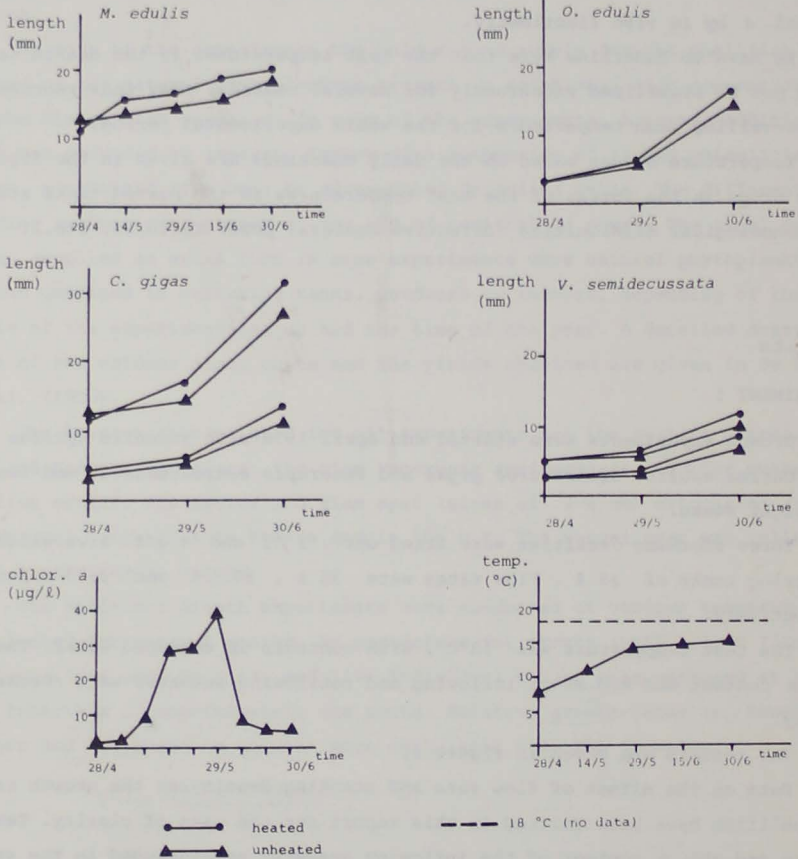 M. edulis
length
(mm)
20
10
28/4 14/5 29/5 15/6 30/6
time
O. edulis
length
(mm)
20
10
28/4 29/5 30/6
time
C. gigas
length
(mm)
30
20
10
28/4 29/5 30/6
time
V. semidecussata
length
(mm)
20
10
28/4 29/5 30/6
time
chlor. a
(µg/ℓ)
40
30
20
10
28/4 29/5 30/6
time
temp.
(°C)
20
15
10
5
28/4 14/5 29/5 15/6 30/6
time
heated
unheated
18 °C (no data)